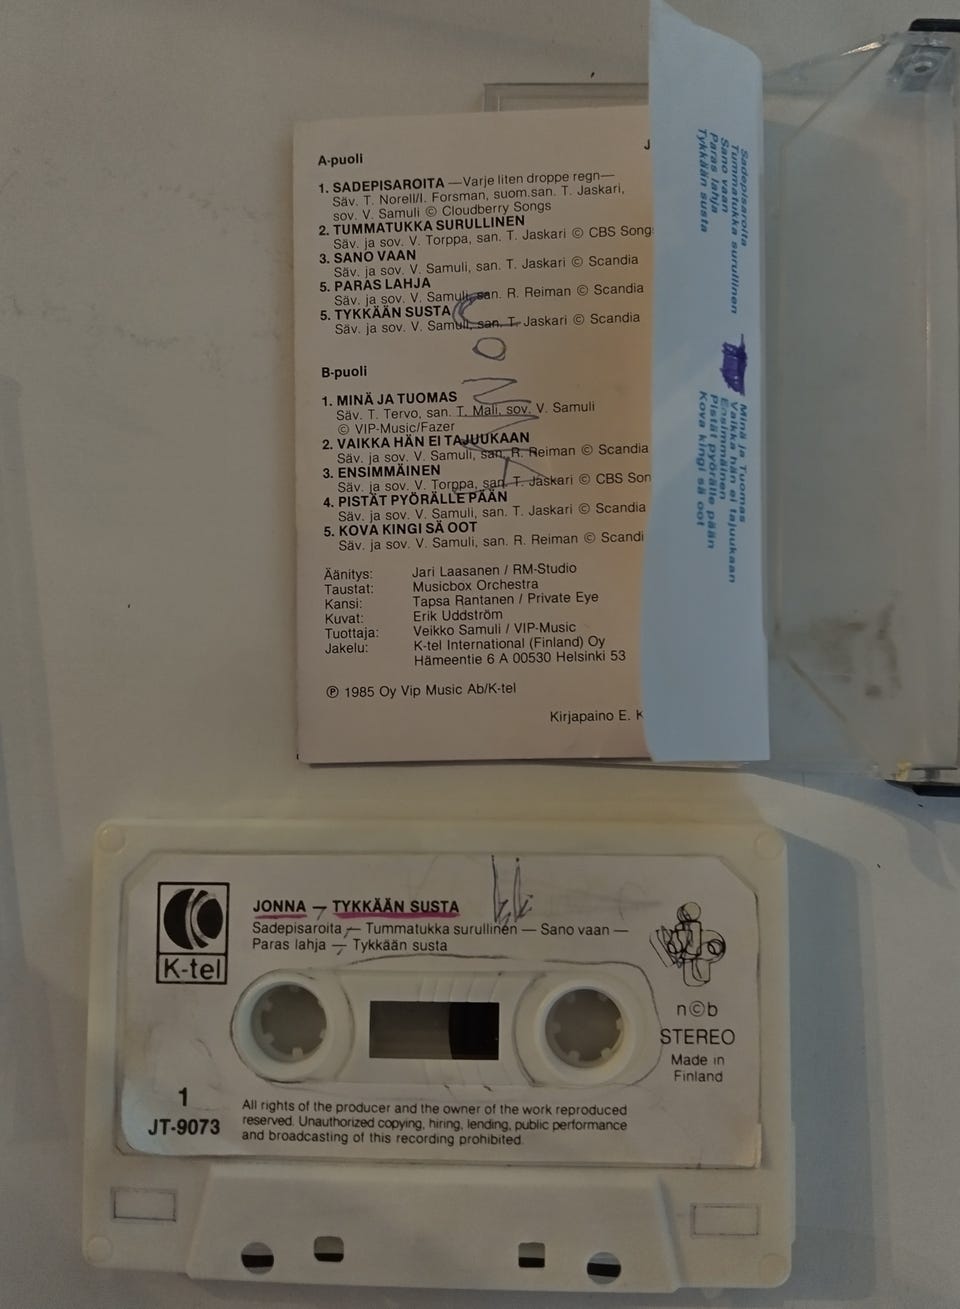 A-puoli
J
1. SADEPISAROITA —Varje liten droppe regn—
Säv. T. Norell/I. Forsman, suom.san. T. Jaskari,
sov. V. Samuli © Cloudberry Songs
2. TUMMATUKKA SURULLINEN
Säv. ja sov. V. Torppa, san. T. Jaskari © CBS Song
3. SANO VAAN
Säv. ja sov. V. Samuli, san. T. Jaskari © Scandia
5. PARAS LAHJA
Säv. ja sov. V. Samuli, san. R. Reiman © Scandia
5. TYKKÄÄN SUSTA
Säv. ja sov. V. Samuli, san. T. Jaskari © Scandia
B-puoli
1. MINÄ JA TUOMAS
Säv. T. Tervo, san. T. Mali, sov. V. Samuli
© VIP-Music/Fazer
2. VAIKKA HÄN EI TAJUUKAAN
Säv. ja sov. V. Samuli, san. R. Reiman © Scandia
3. ENSIMMÄINEN
Säv. ja sov. V. Torppa, san. T. Jaskari © CBS Son
4. PISTÄT PYÖRÄLLE PÄÄN
Säv. ja sov. V. Samuli, san. T. Jaskari © Scandia
5. KOVA KINGI SÄ OOT
Säv. ja sov. V. Samuli, san. R. Reiman © Scandi
Äänitys: Jari Laasanen / RM-Studio
Taustat: Musicbox Orchestra
Kansi: Tapsa Rantanen / Private Eye
Kuvat: Erik Uddström
Tuottaja: Veikko Samuli / VIP-Music
Jakelu: K-tel International (Finland) Oy
Hämeentie 6 A 00530 Helsinki 53
℗ 1985 Oy Vip Music Ab/K-tel
Kirjapaino E. K
JONNA
Sadepisaroita
Tummatukka surullinen
Sano vaan
Paras lahja
Tykkään susta
Minä ja Tuomas
Vaikka hän ei tajuukaan
Ensimmäinen
Pistät pyörälle pään
Kova kingi sä oot
K-tel
JONNA – TYKKÄÄN SUSTA
Sadepisaroita — Tummatukka surullinen — Sano vaan —
Paras lahja — Tykkään susta
n©b
STEREO
Made in
Finland
1
JT-9073
All rights of the producer and the owner of the work reproduced
reserved. Unauthorized copying, hiring, lending, public performance
and broadcasting of this recording prohibited.